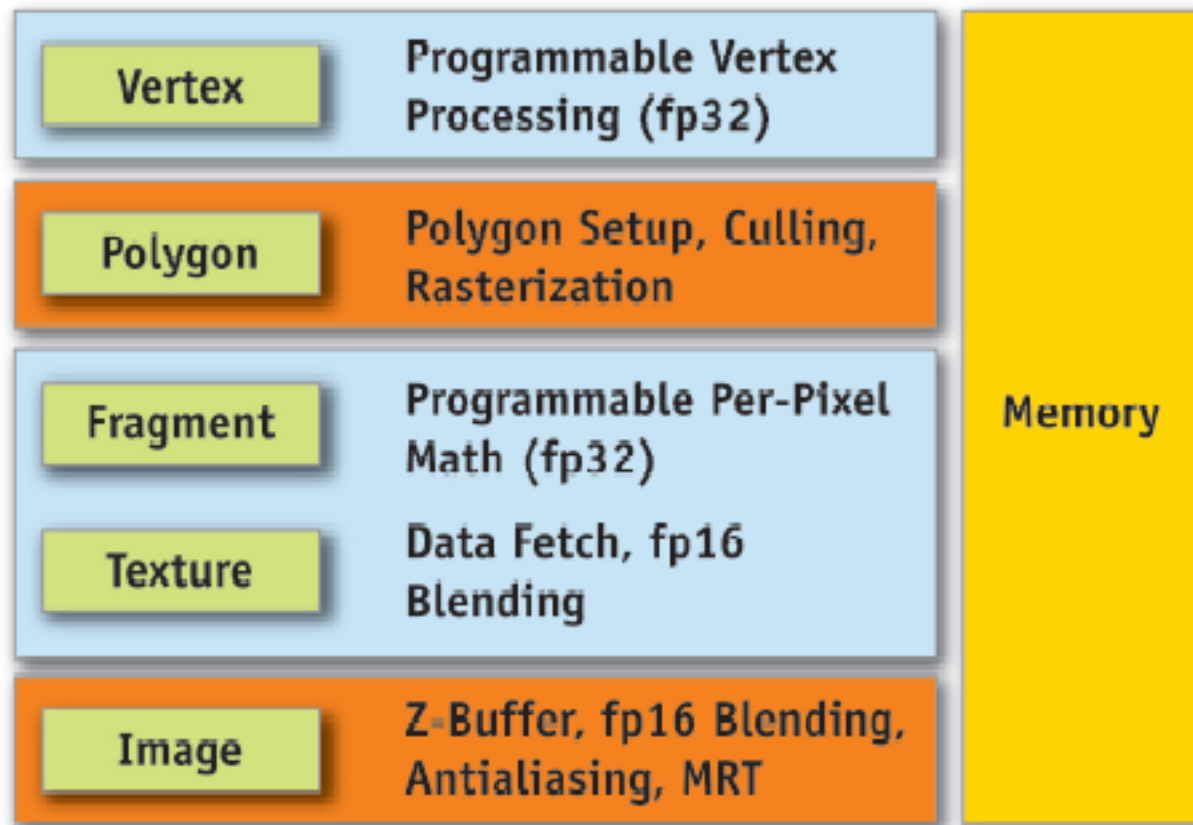 Vertex
Programmable Vertex
Processing (fp32)
Polygon
Polygon Setup, Culling,
Rasterization
Fragment
Programmable Per-Pixel
Math (fp32)
Texture
Data Fetch, fp16
Blending
Image
Z-Buffer, fp16 Blending,
Antialiasing, MRT
Memory